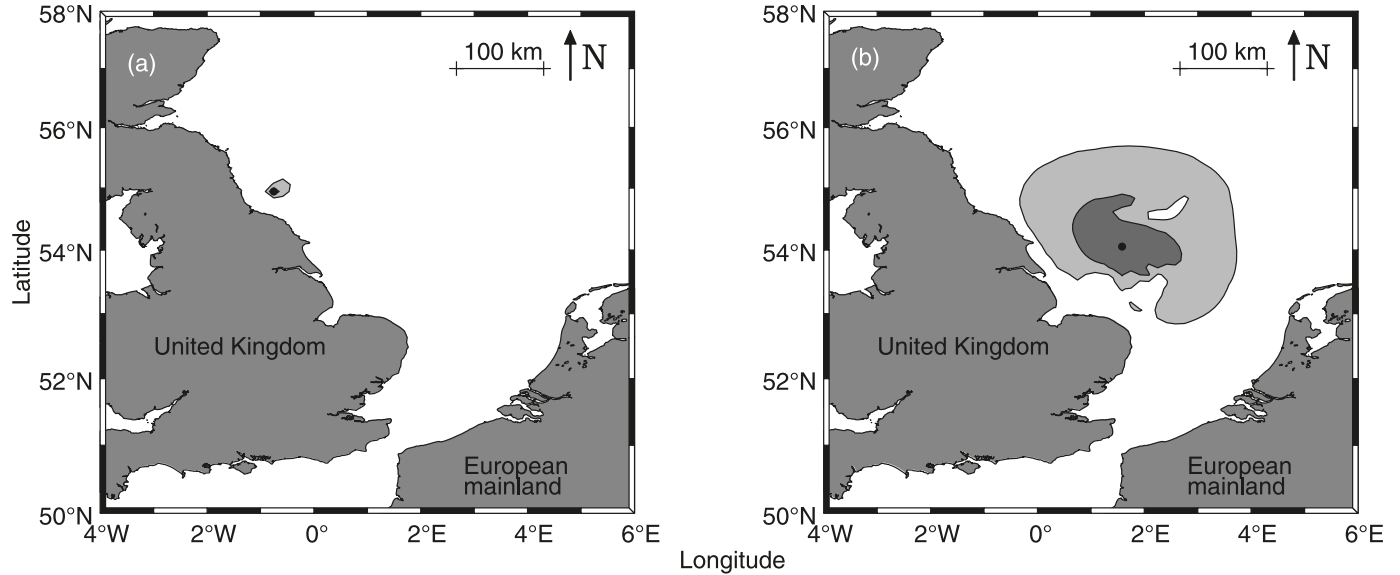 58°N
56°N
54°N
52°N
50°N
Latitude
(a)
100 km
N
United Kingdom
European
mainland
4°W
2°W
0°
2°E
4°E
6°E
58°N
56°N
54°N
52°N
50°N
(b)
100 km
N
United Kingdom
European
mainland
4°W
2°W
0°
2°E
4°E
6°E
Longitude